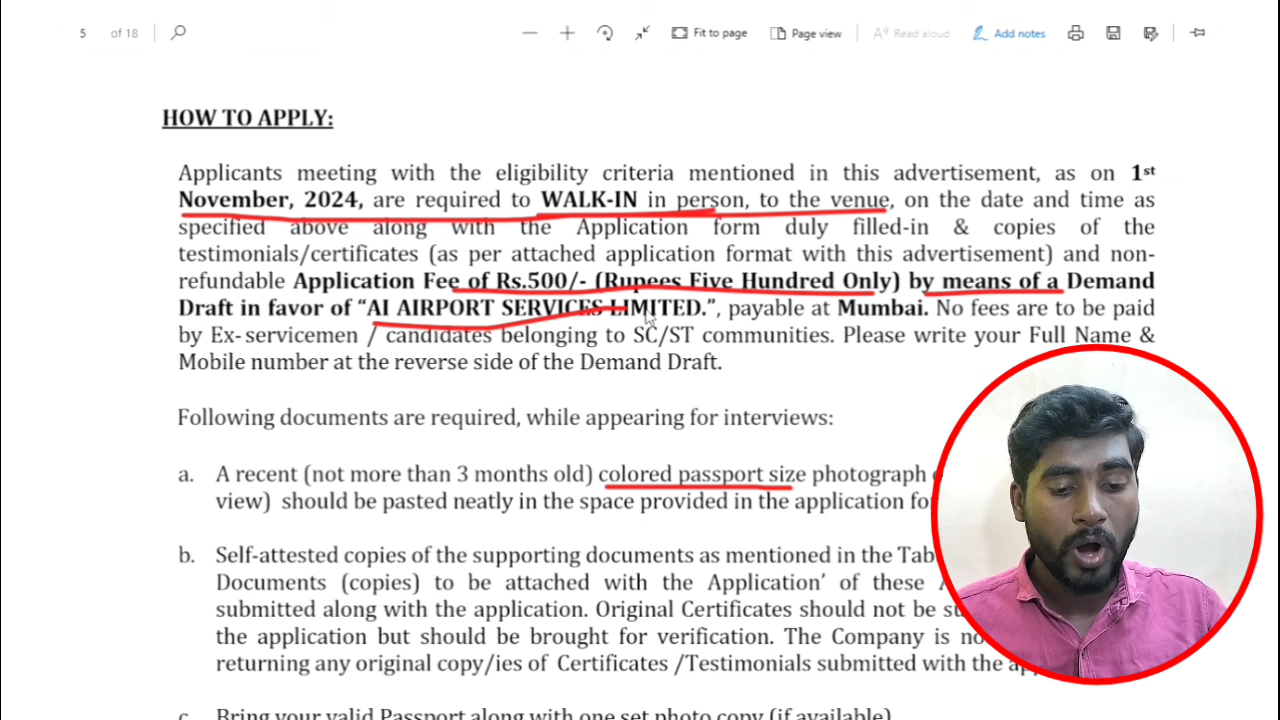 5 of 18 Fit to page Page view Read aloud Add notes
HOW TO APPLY:
Applicants meeting with the eligibility criteria mentioned in this advertisement, as on 1st
November, 2024, are required to WALK-IN in person, to the venue, on the date and time as
specified above along with the Application form duly filled-in & copies of the
testimonials/certificates (as per attached application format with this advertisement) and non-
refundable Application Fee of Rs.500/- (Rupees Five Hundred Only) by means of a Demand
Draft in favor of “AI AIRPORT SERVICES LIMITED.”, payable at Mumbai. No fees are to be paid
by Ex- servicemen / candidates belonging to SC/ST communities. Please write your Full Name &
Mobile number at the reverse side of the Demand Draft.
Following documents are required, while appearing for interviews:
a. A recent (not more than 3 months old) colored passport size photograph
view) should be pasted neatly in the space provided in the application
b. Self-attested copies of the supporting documents as mentioned in the
Documents (copies) to be attached with the Application’ of these
submitted along with the application. Original Certificates should not be
the application but should be brought for verification. The Company is
returning any original copy/ies of Certificates /Testimonials submitted with the
c. Bring your valid Passport along with one set photo copy (if available)